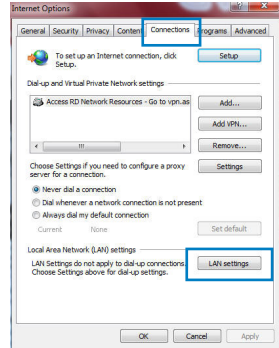 Internet Options
General Security Privacy Content Connections Programs Advanced
To set up an Internet connection, click
Setup.
Setup
Dial-up and Virtual Private Network settings
Access RD Network Resources - Go to vpn.as
Add...
Add VPN...
Remove...
Choose Settings if you need to configure a proxy
server for a connection.
Settings
Never dial a connection
Dial whenever a network connection is not present
Always dial my default connection
Current None
Set default
Local Area Network (LAN) settings
LAN Settings do not apply to dial-up connections.
Choose Settings above for dial-up settings.
LAN settings
OK Cancel Apply